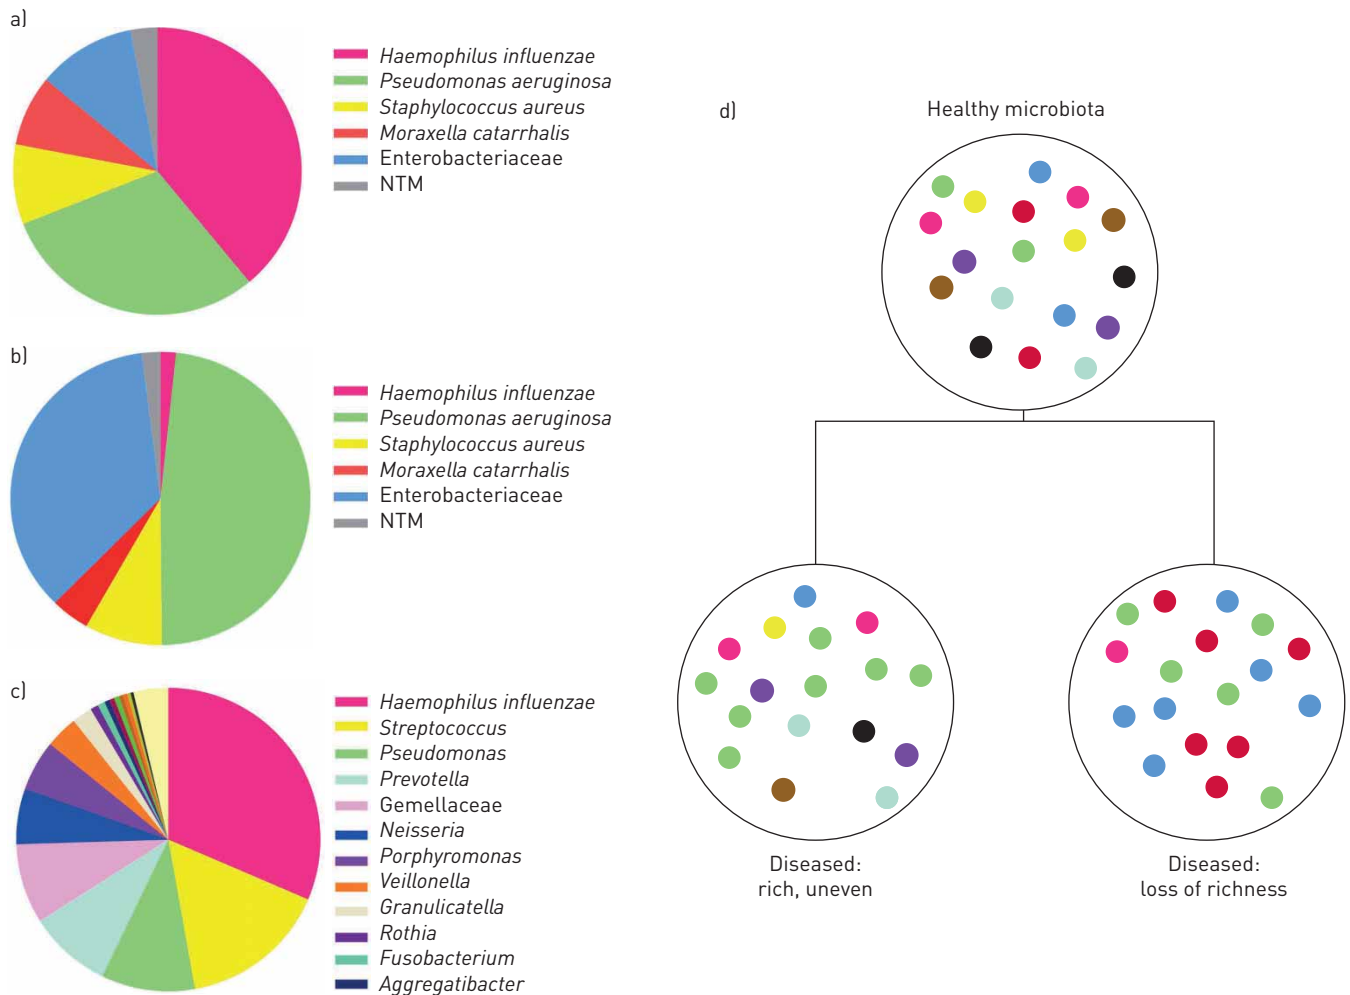 a)
Haemophilus influenzae
Pseudomonas aeruginosa
Staphylococcus aureus
Moraxella catarrhalis
Enterobacteriaceae
NTM
b)
Haemophilus influenzae
Pseudomonas aeruginosa
Staphylococcus aureus
Moraxella catarrhalis
Enterobacteriaceae
NTM
c)
Haemophilus influenzae
Streptococcus
Pseudomonas
Prevotella
Gemellaceae
Neisseria
Porphyromonas
Veillonella
Granulicatella
Rothia
Fusobacterium
Aggregatibacter
d)
Healthy microbiota
Diseased:
rich, uneven
Diseased:
loss of richness